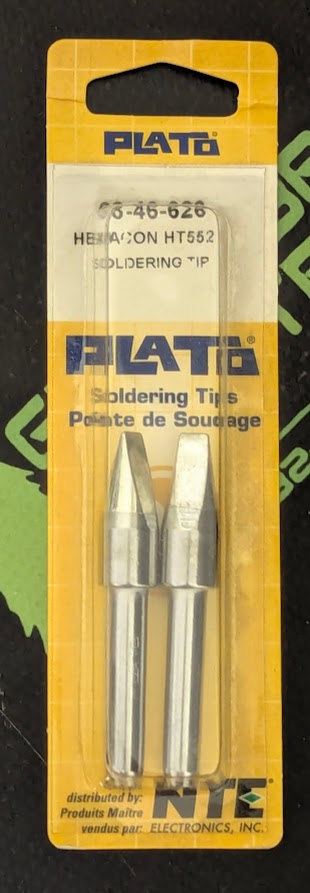 PLATO®
68-46-626
HEXACON HT552
SOLDERING TIP
PLATO®
Soldering Tips
Pointe de Soudage
distributed by:
Produits Maître
vendus par:
NTE®
ELECTRONICS, INC.